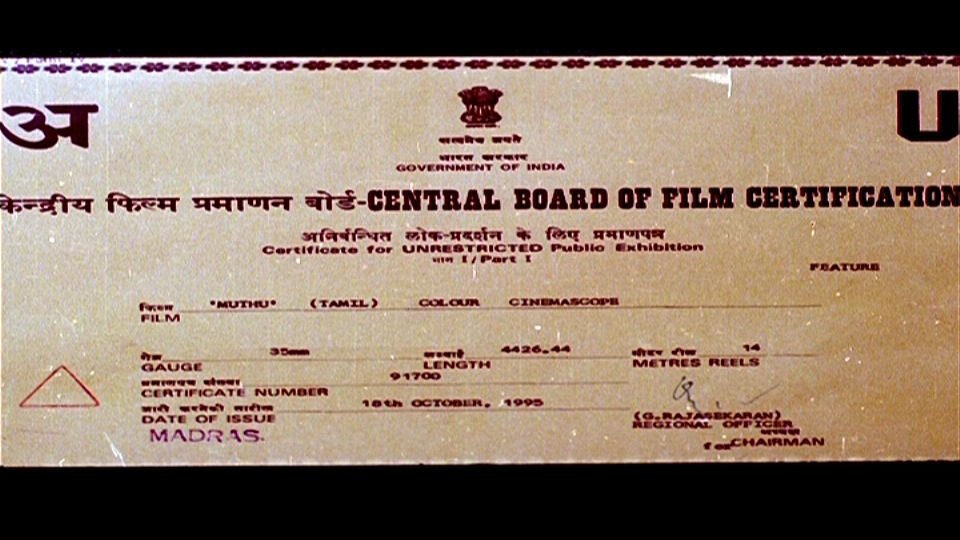 अ
U
सत्यमेव जयते
भारत सरकार
GOVERNMENT OF INDIA
केन्द्रीय फिल्म प्रमाणन बोर्ड-CENTRAL BOARD OF FILM CERTIFICATION
अनिर्बन्धित लोक-प्रदर्शन के लिए प्रमाणपत्र
Certificate for UNRESTRICTED Public Exhibition
भाग I/Part I
FEATURE
फिल्म "MUTHU" (TAMIL) COLOUR CINEMASCOPE
FILM
गेज 35mm लम्बाई 4426.44 मीटर रील 14
GAUGE LENGTH METRES REELS
प्रमाणपत्र संख्या 91700
CERTIFICATE NUMBER
जारी करनेकी तारीख 18th OCTOBER, 1995
DATE OF ISSUE
(G.RAJASEKARAN)
REGIONAL OFFICER
MADRAS.
अध्यक्ष
for CHAIRMAN